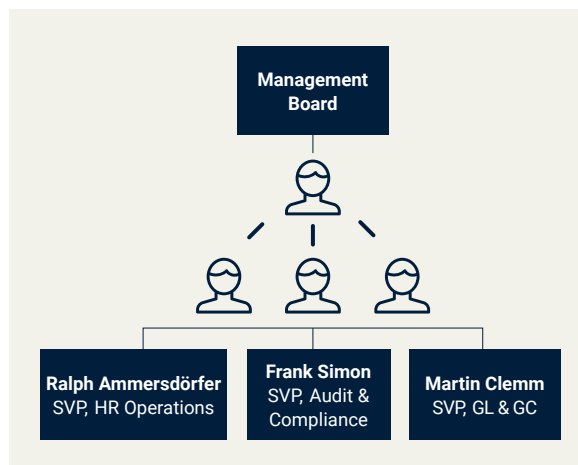 Management
Board
Ralph Ammersdörfer
SVP, HR Operations
Frank Simon
SVP, Audit &
Compliance
Martin Clemm
SVP, GL & GC